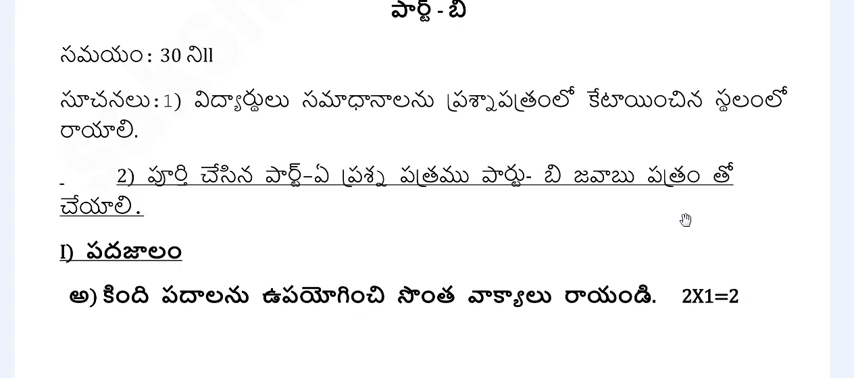 పార్ట్ - బి
సమయం: 30 నిll
సూచనలు:1) విద్యార్థులు సమాధానాలను ప్రశ్నాపత్రంలో కేటాయించిన స్థలంలో
రాయాలి.
- 2) పూర్తి చేసిన పార్ట్–ఏ ప్రశ్న పత్రము పార్టు- బి జవాబు పత్రం తో
చేయాలి.
I) పదజాలం
అ) కింది పదాలను ఉపయోగించి సొంత వాక్యాలు రాయండి. 2X1=2